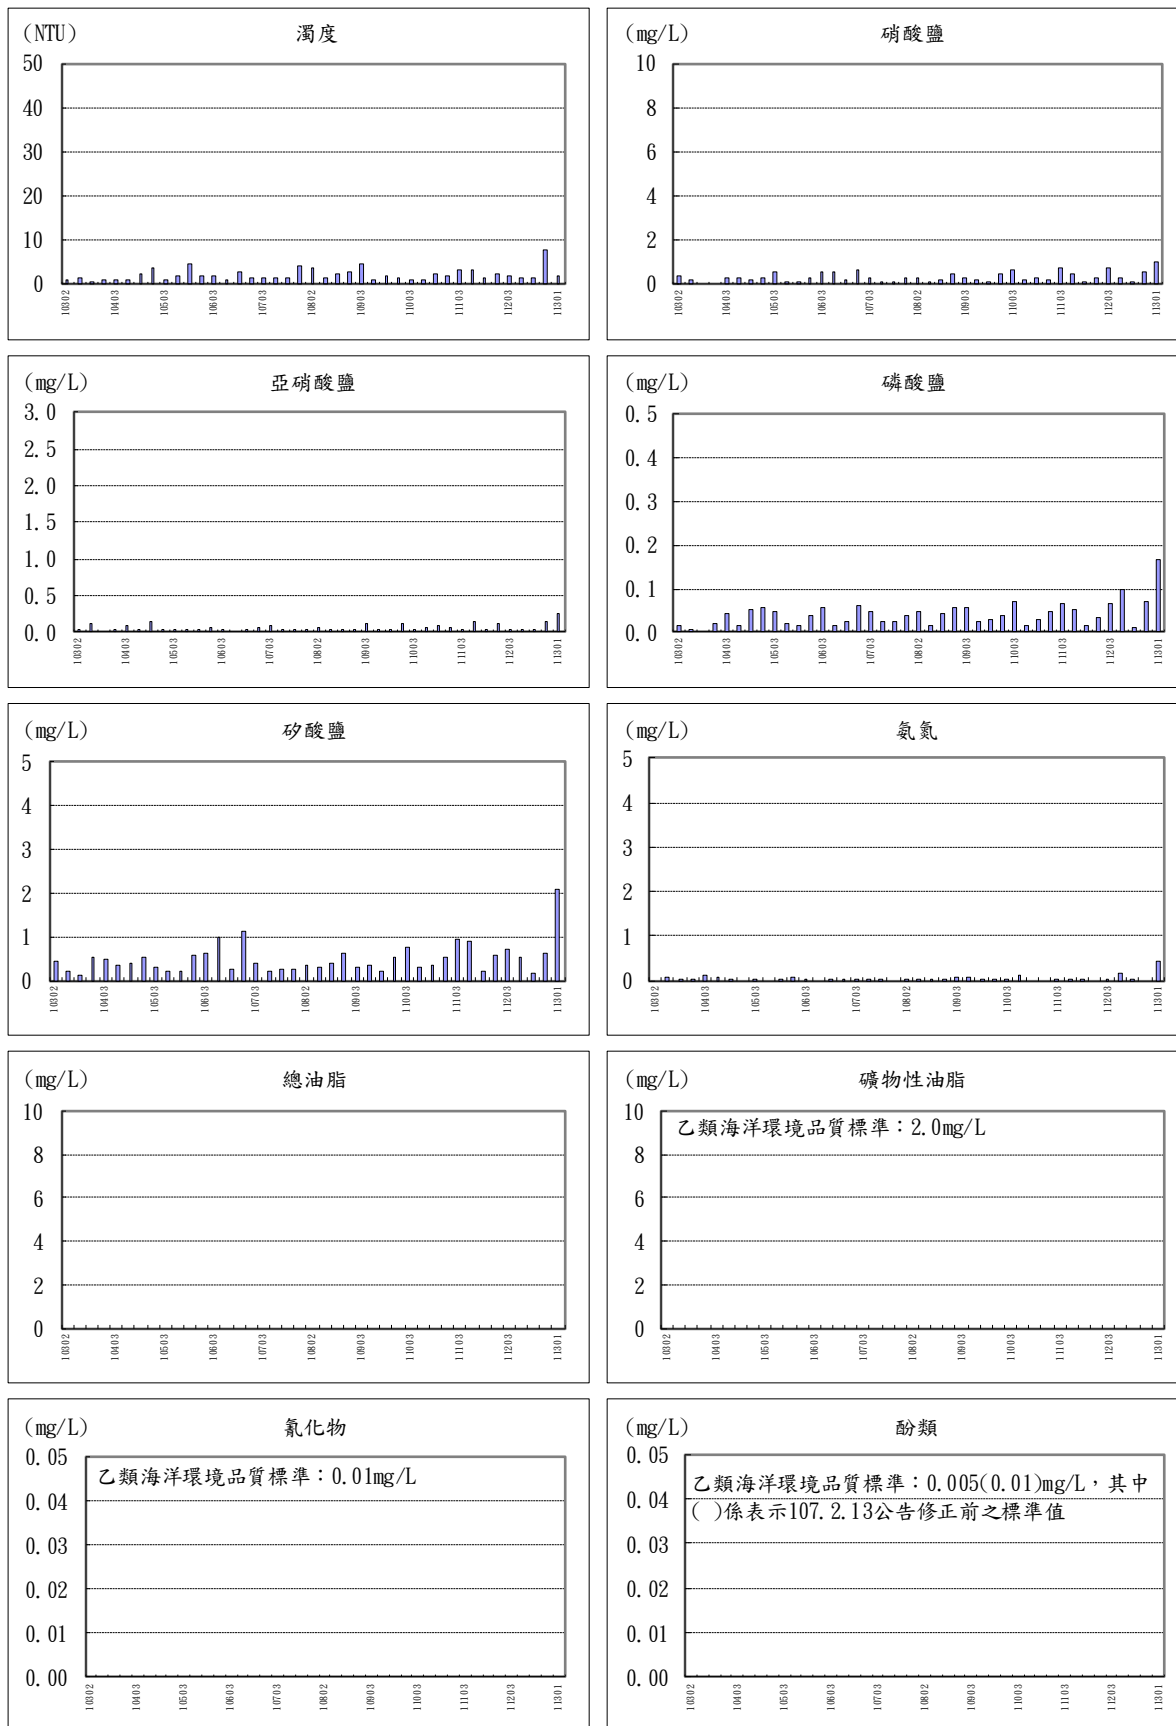 (NTU) 濁度
50
40
30
20
10
0
10302 10403 10503 10603 10703 10802 10903 11003 11103 11203 11301
(mg/L) 硝酸鹽
10
8
6
4
2
0
10302 10403 10503 10603 10703 10802 10903 11003 11103 11203 11301
(mg/L) 亞硝酸鹽
3.0
2.5
2.0
1.5
1.0
0.5
0.0
10302 10403 10503 10603 10703 10802 10903 11003 11103 11203 11301
(mg/L) 磷酸鹽
0.5
0.4
0.3
0.2
0.1
0.0
10302 10403 10503 10603 10703 10802 10903 11003 11103 11203 11301
(mg/L) 矽酸鹽
5
4
3
2
1
0
10302 10403 10503 10603 10703 10802 10903 11003 11103 11203 11301
(mg/L) 氨氮
5
4
3
2
1
0
10302 10403 10503 10603 10703 10802 10903 11003 11103 11203 11301
(mg/L) 總油脂
10
8
6
4
2
0
10302 10403 10503 10603 10703 10802 10903 11003 11103 11203 11301
(mg/L) 礦物性油脂
10
乙類海洋環境品質標準：2.0mg/L
8
6
4
2
0
10302 10403 10503 10603 10703 10802 10903 11003 11103 11203 11301
(mg/L) 氰化物
0.05
乙類海洋環境品質標準：0.01mg/L
0.04
0.03
0.02
0.01
0.00
10302 10403 10503 10603 10703 10802 10903 11003 11103 11203 11301
(mg/L) 酚類
0.05
乙類海洋環境品質標準：0.005(0.01)mg/L，其中
0.04
( )係表示107.2.13公告修正前之標準值
0.03
0.02
0.01
0.00
10302 10403 10503 10603 10703 10802 10903 11003 11103 11203 11301